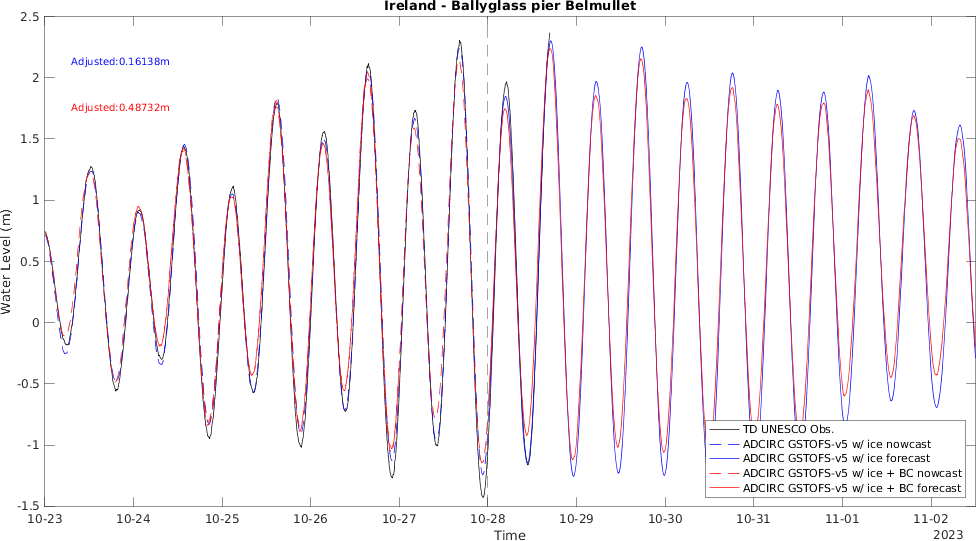 Ireland - Ballyglass pier Belmullet
Adjusted:0.16138m
Adjusted:0.48732m
Water Level (m)
2.5
2
1.5
1
0.5
0
-0.5
-1
-1.5
TD UNESCO Obs.
ADCIRC GSTOFS-v5 w/ ice nowcast
ADCIRC GSTOFS-v5 w/ ice forecast
ADCIRC GSTOFS-v5 w/ ice + BC nowcast
ADCIRC GSTOFS-v5 w/ ice + BC forecast
10-23 10-24 10-25 10-26 10-27 10-28 10-29 10-30 10-31 11-01 11-02
Time
2023